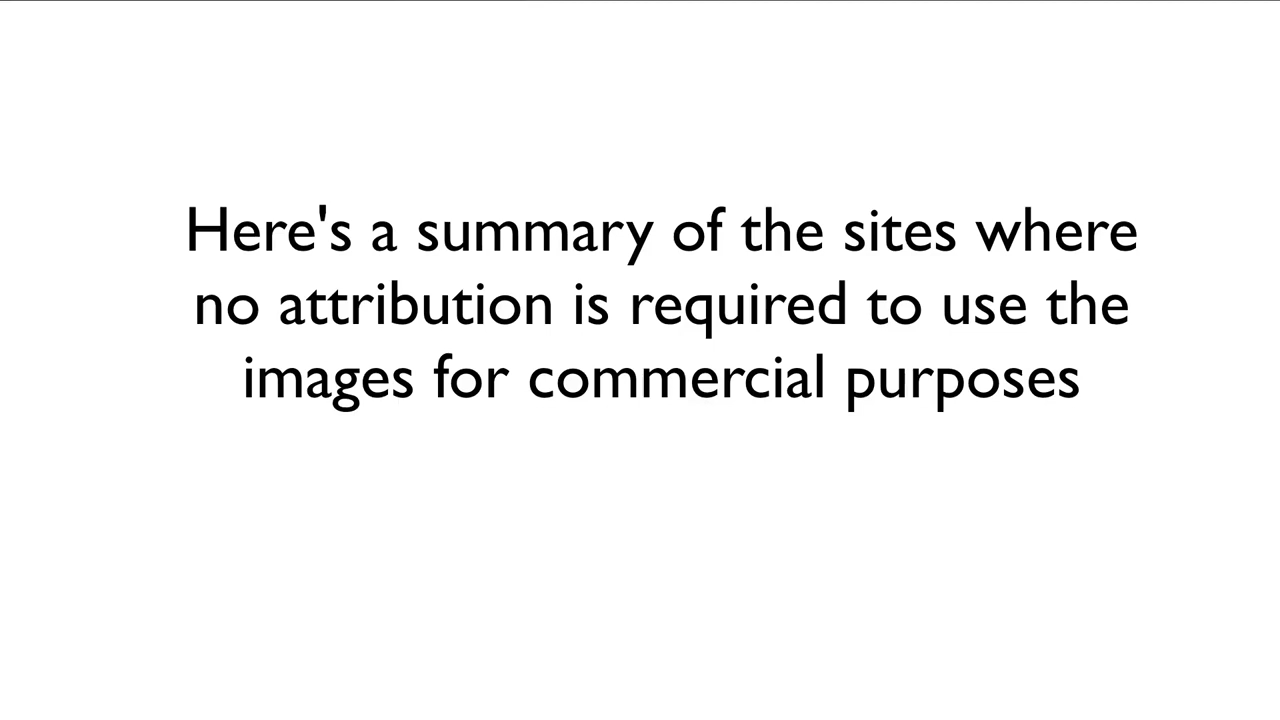 Here's a summary of the sites where
no attribution is required to use the
images for commercial purposes